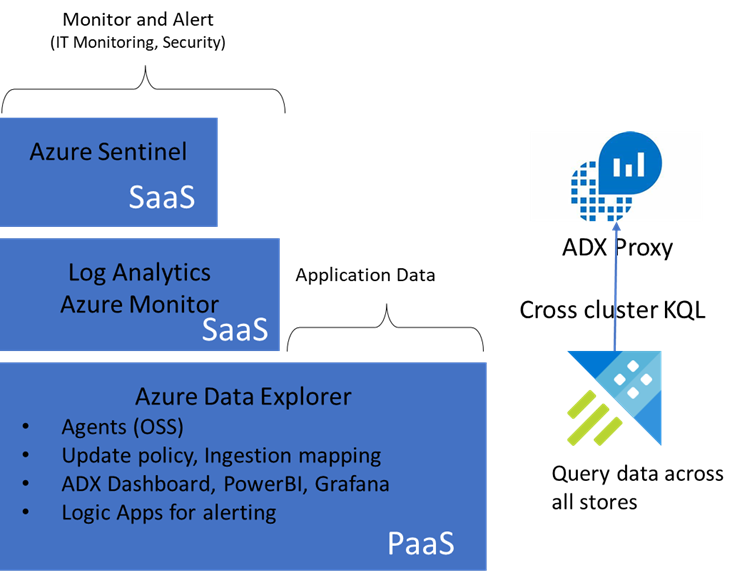 Monitor and Alert
(IT Monitoring, Security)
Azure Sentinel
SaaS
Log Analytics
Azure Monitor
SaaS
Application Data
Azure Data Explorer
• Agents (OSS)
• Update policy, Ingestion mapping
• ADX Dashboard, PowerBI, Grafana
• Logic Apps for alerting
PaaS
ADX Proxy
Cross cluster KQL
Query data across
all stores